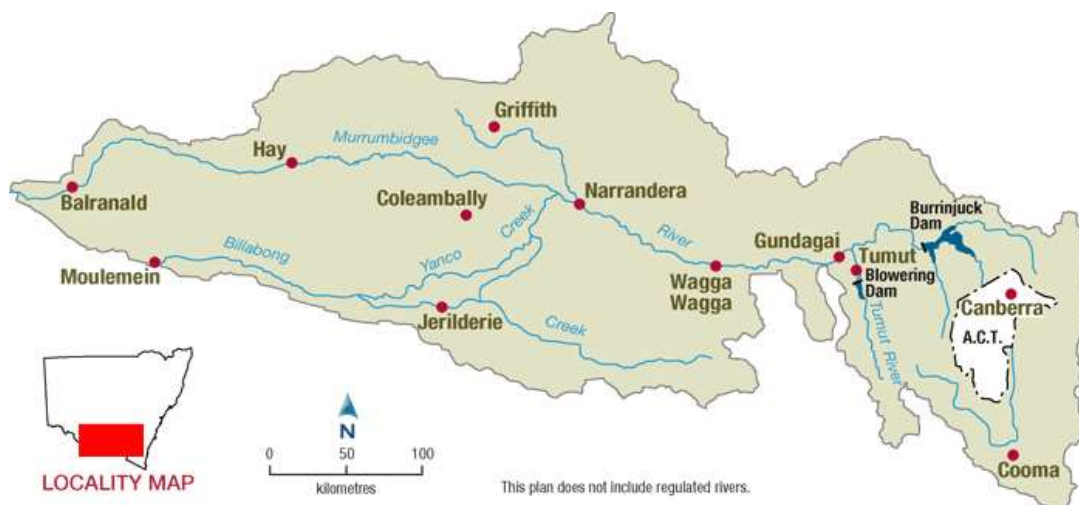 Griffith
Murrumbidgee
Hay
Narrandera
Balranald
Coleambally
Creek
River
Burrinjuck
Dam
Gundagai
Tumut
Billabong
Yanco
Moulemein
Wagga
Wagga
Blowering
Dam
Canberra
A.C.T.
Jerilderie
Creek
Tumut River
N
0 50 100
kilometres
LOCALITY MAP
This plan does not include regulated rivers.
Cooma